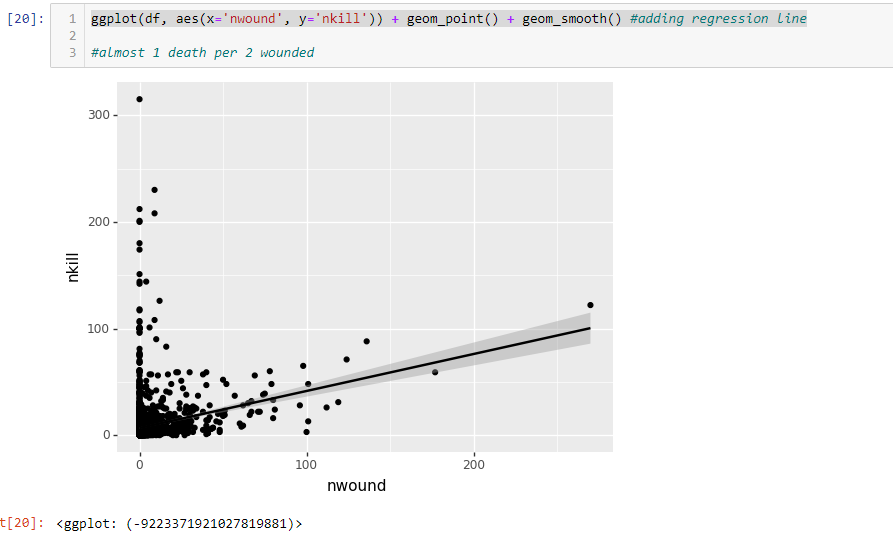 [20]: 1 ggplot(df, aes(x='nwound', y='nkill')) + geom_point() + geom_smooth() #adding regression line
2
3 #almost 1 death per 2 wounded
300
200
nkill
100
0
0 100 200
nwound
t[20]: <ggplot: (-9223371921027819881)>